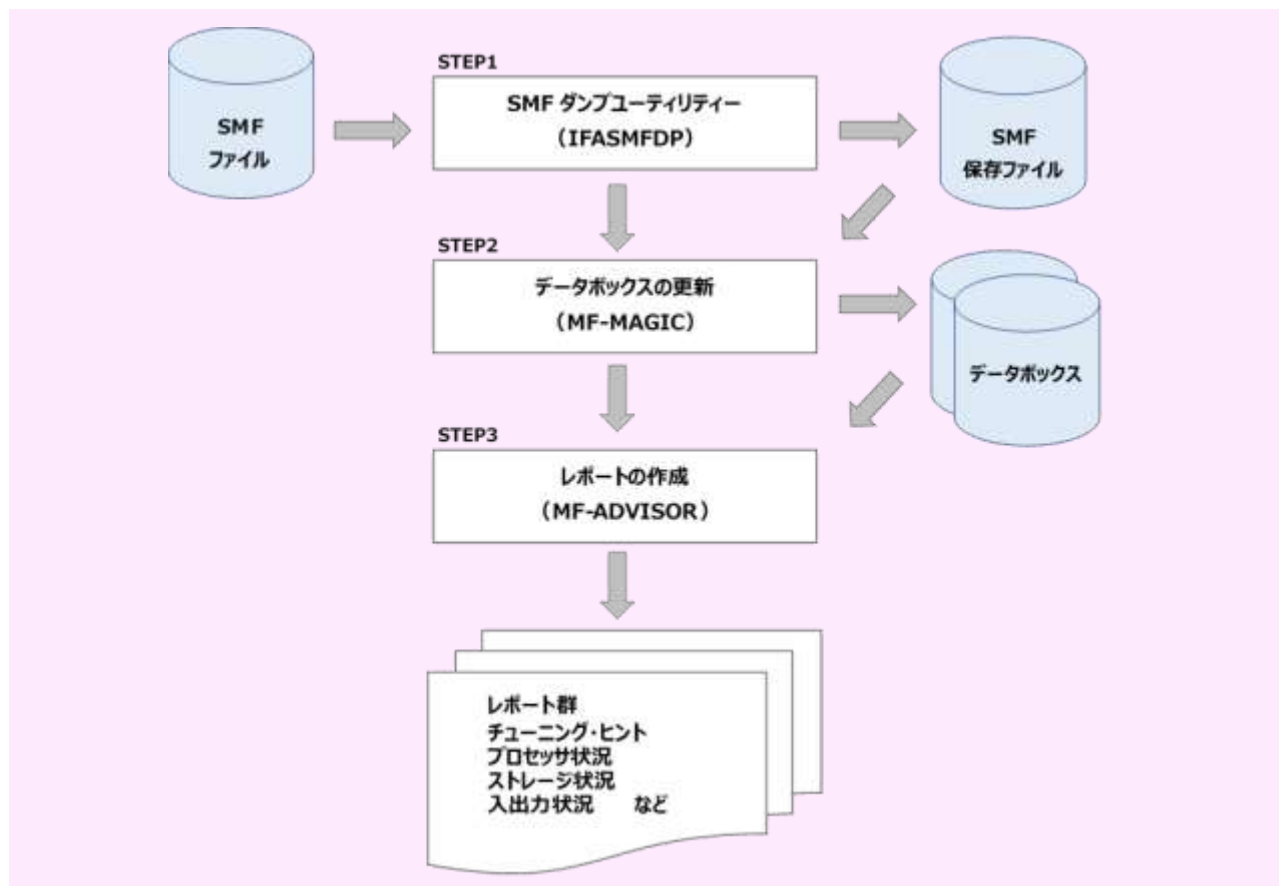 SMF
ファイル
STEP1
SMF ダンプユーティリティー
（IFASMFDP）
SMF
保存ファイル
STEP2
データボックスの更新
（MF-MAGIC）
データボックス
STEP3
レポートの作成
（MF-ADVISOR）
レポート群
チューニング・ヒント
プロセッサ状況
ストレージ状況
入出力状況　　など